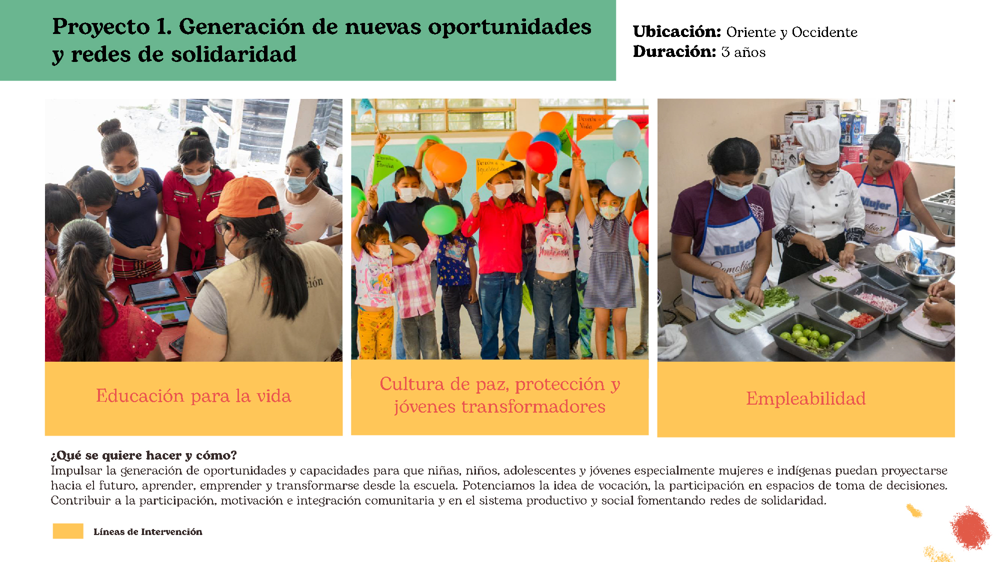 Proyecto 1. Generación de nuevas oportunidades
y redes de solidaridad
Ubicación: Oriente y Occidente
Duración: 3 años
Derecho a la
Vida
Derecho a
Familia
Derecho a la
Igualdad
Unicorn
ción
Mujer
Camotán
Mujer
Educación para la vida
Cultura de paz, protección y
jóvenes transformadores
Empleabilidad
¿Qué se quiere hacer y cómo?
Impulsar la generación de oportunidades y capacidades para que niñas, niños, adolescentes y jóvenes especialmente mujeres e indígenas puedan proyectarse
hacia el futuro, aprender, emprender y transformarse desde la escuela. Potenciamos la idea de vocación, la participación en espacios de toma de decisiones.
Contribuir a la participación, motivación e integración comunitaria y en el sistema productivo y social fomentando redes de solidaridad.
Líneas de Intervención